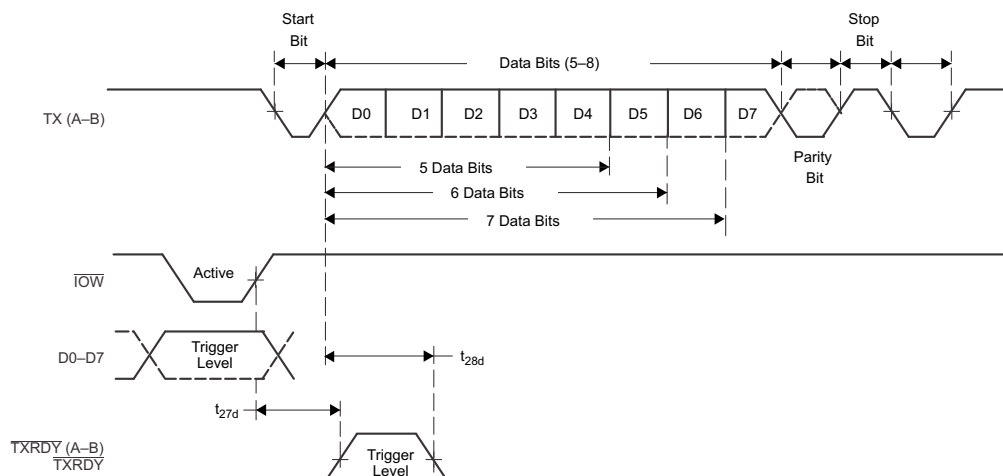 Start
Bit
Stop
Bit
Data Bits (5–8)
TX (A–B)
D0
D1
D2
D3
D4
D5
D6
D7
Parity
Bit
5 Data Bits
6 Data Bits
7 Data Bits
IOW
Active
D0–D7
Trigger
Level
t28d
t27d
TXRDY (A–B)
TXRDY
Trigger
Level